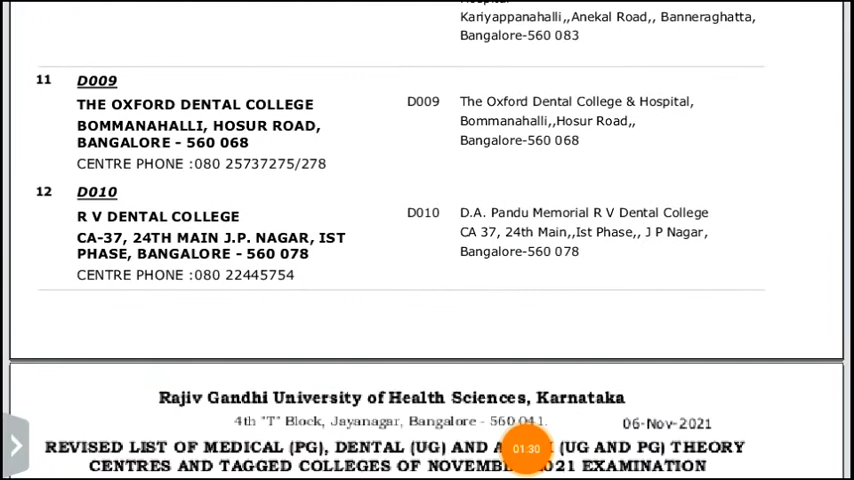 Kariyappanahalli,,Anekal Road,, Banneraghatta,
Bangalore-560 083
11 D009
THE OXFORD DENTAL COLLEGE
BOMMANAHALLI, HOSUR ROAD,
BANGALORE - 560 068
CENTRE PHONE :080 25737275/278
D009 The Oxford Dental College & Hospital,
Bommanahalli,,Hosur Road,,
Bangalore-560 068
12 D010
R V DENTAL COLLEGE
CA-37, 24TH MAIN J.P. NAGAR, IST
PHASE, BANGALORE - 560 078
CENTRE PHONE :080 22445754
D010 D.A. Pandu Memorial R V Dental College
CA 37, 24th Main,,Ist Phase,, J P Nagar,
Bangalore-560 078
Rajiv Gandhi University of Health Sciences, Karnataka
4th "T" Block, Jayanagar, Bangalore - 560 041.
06-Nov-2021
REVISED LIST OF MEDICAL (PG), DENTAL (UG) AND (UG AND PG) THEORY
CENTRES AND TAGGED COLLEGES OF 2021 EXAMINATION
01:30